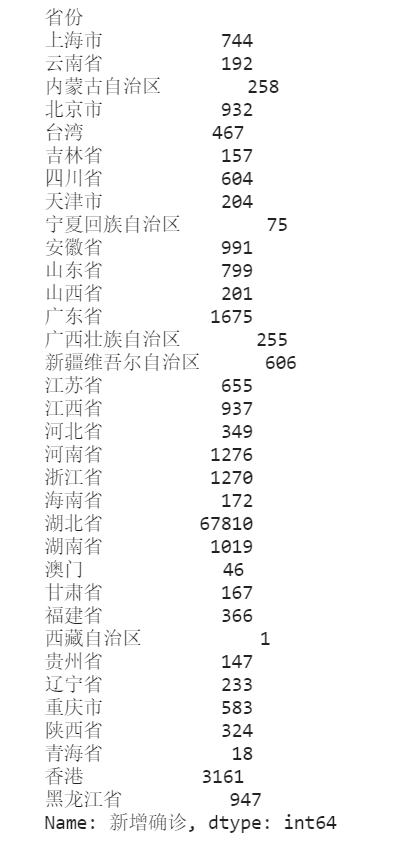 省份
上海市 744
云南省 192
内蒙古自治区 258
北京市 932
台湾 467
吉林省 157
四川省 604
天津市 204
宁夏回族自治区 75
安徽省 991
山东省 799
山西省 201
广东省 1675
广西壮族自治区 255
新疆维吾尔自治区 606
江苏省 655
江西省 937
河北省 349
河南省 1276
浙江省 1270
海南省 172
湖北省 67810
湖南省 1019
澳门 46
甘肃省 167
福建省 366
西藏自治区 1
贵州省 147
辽宁省 233
重庆市 583
陕西省 324
青海省 18
香港 3161
黑龙江省 947
Name: 新增确诊, dtype: int64